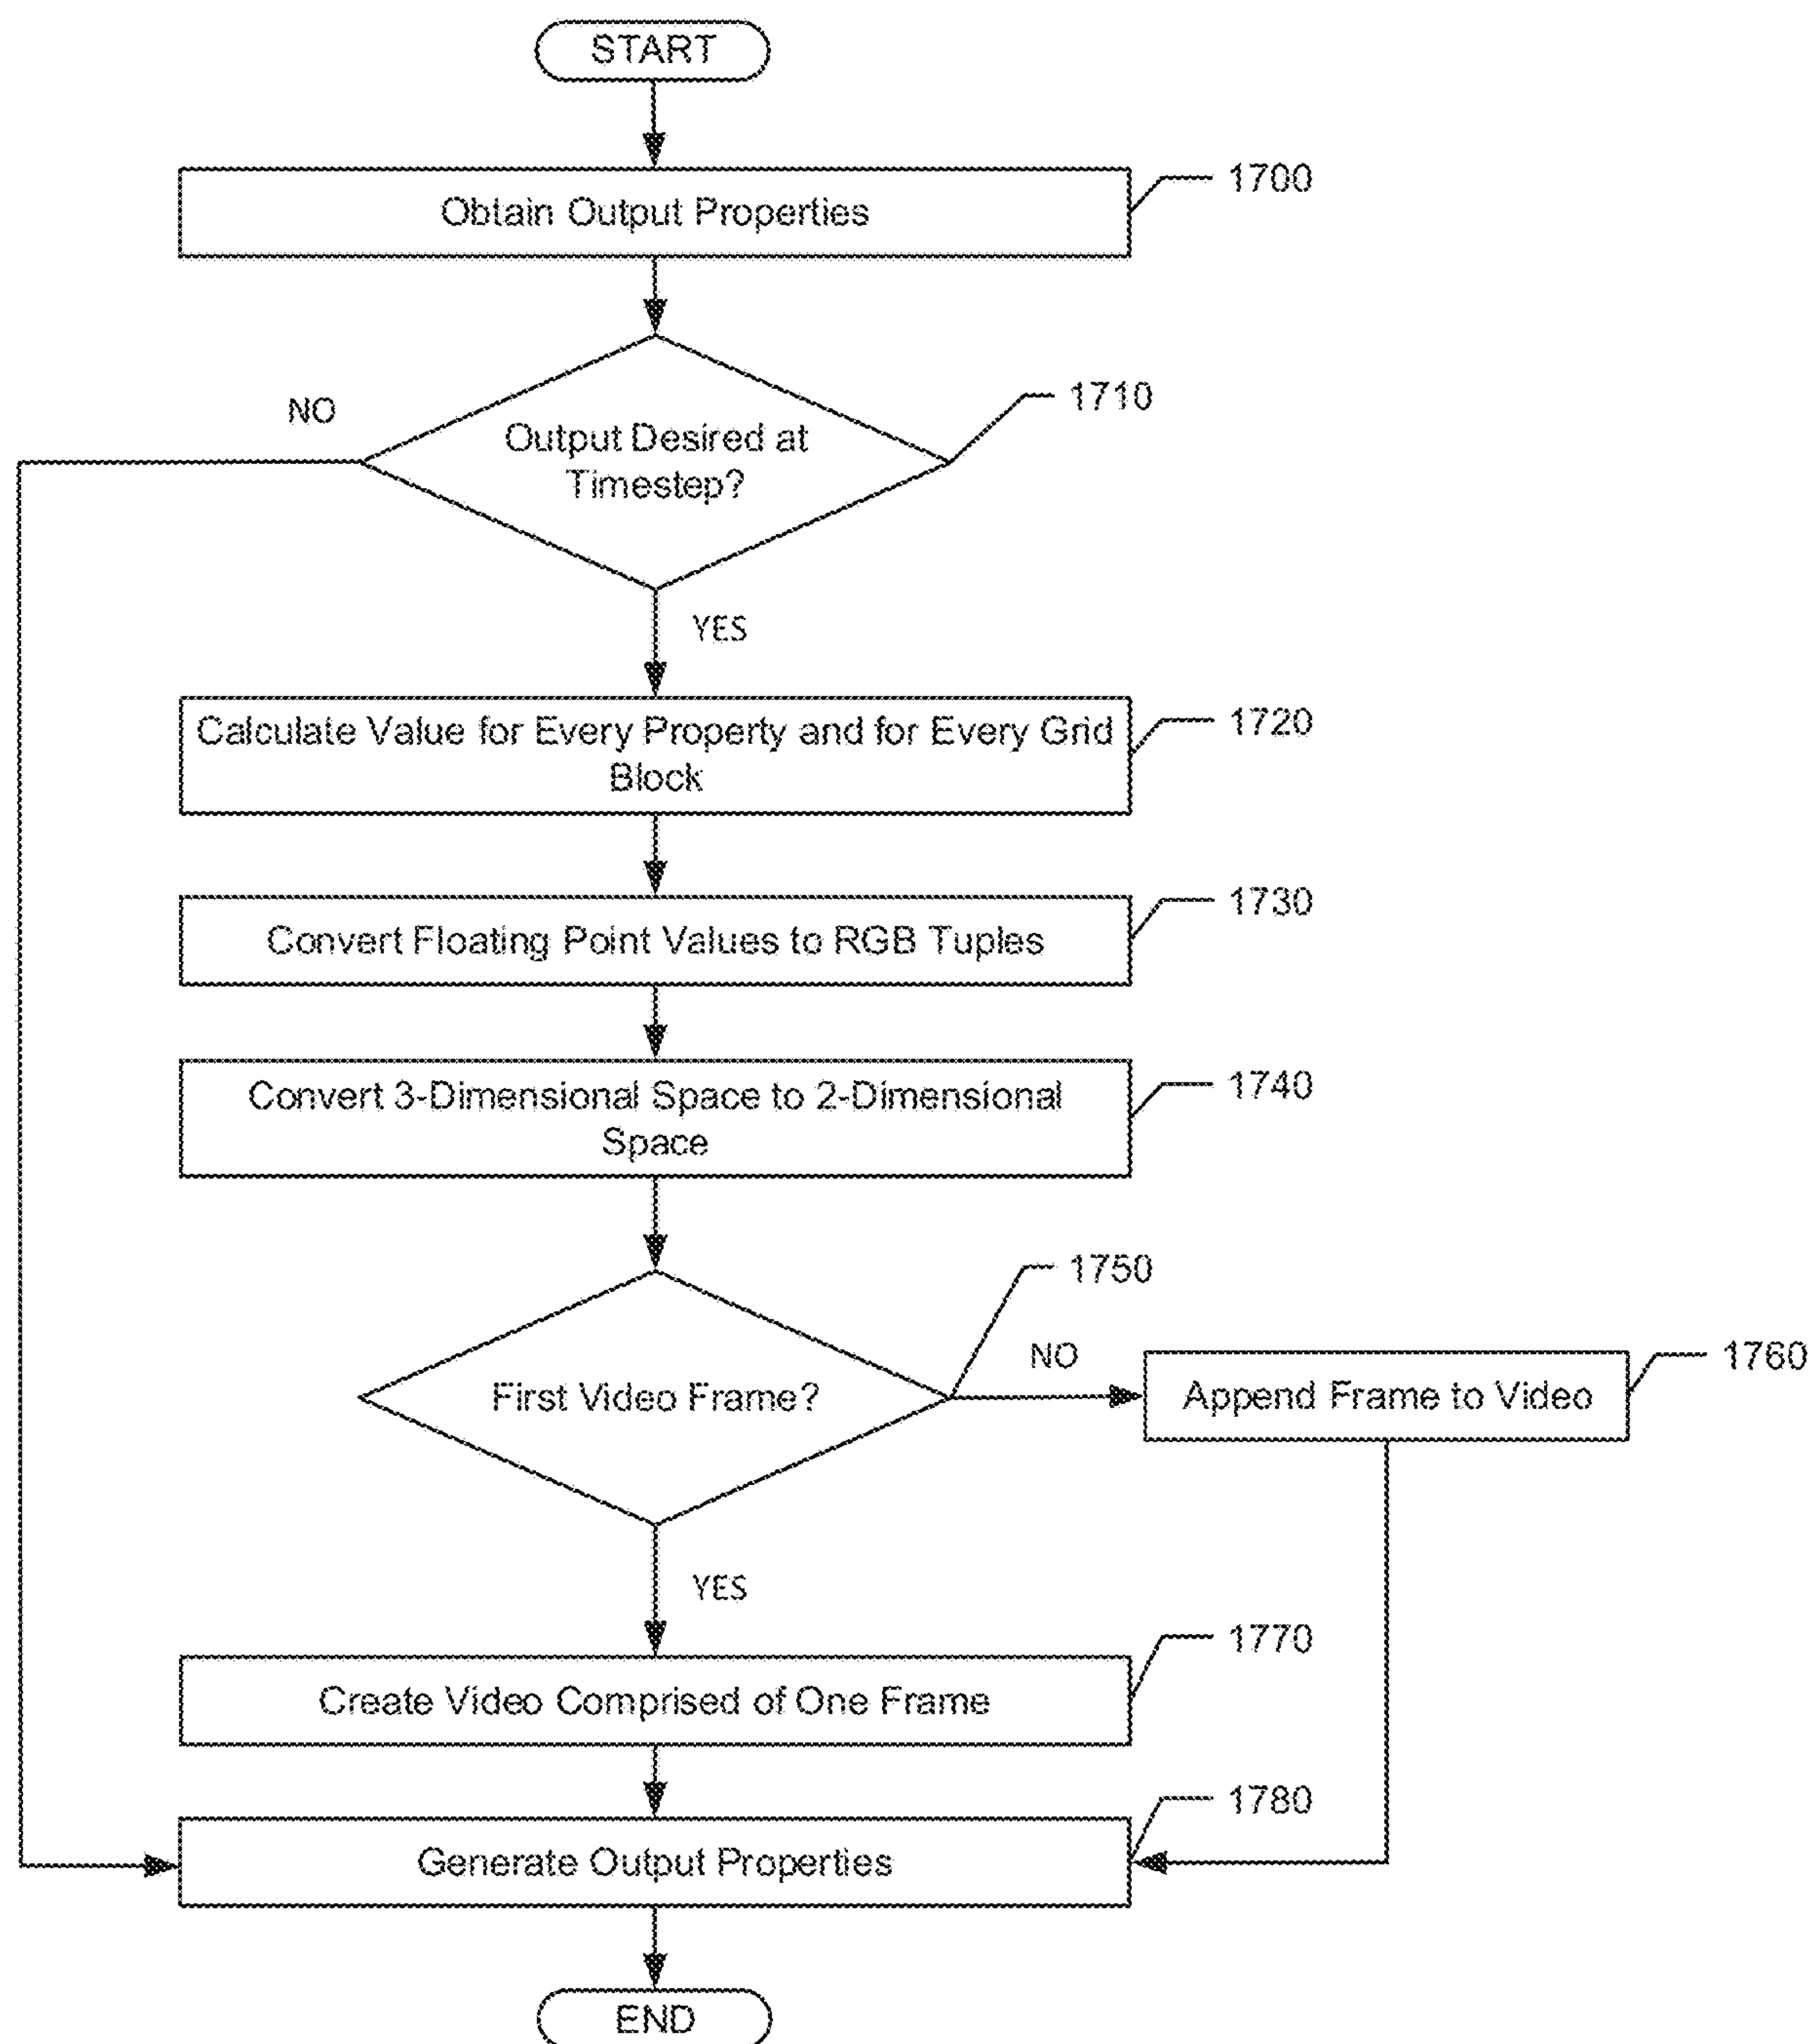 START
Obtain Output Properties
1700
NO
Output Desired at
Timestep?
1710
YES
Calculate Value for Every Property and for Every Grid
Block
1720
Convert Floating Point Values to RGB Tuples
1730
Convert 3-Dimensional Space to 2-Dimensional
Space
1740
First Video Frame?
1750
NO
Append Frame to Video
1760
YES
Create Video Comprised of One Frame
1770
Generate Output Properties
1780
END